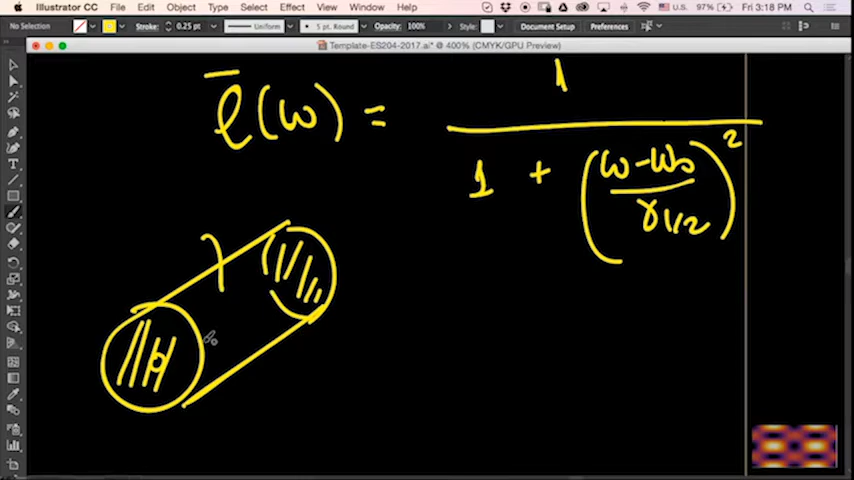 Illustrator CC File Edit Object Type Select Effect View Window Help U.S. 97% Fri 3:18 PM
No Selection Stroke: 0.25 pt Uniform 5 pt. Round Opacity: 100% Style: Document Setup Preferences
Template-ES204-2017.ai* @ 400% (CMYK/GPU Preview)
1
ℓ̅(ω) =
1 + ((ω-ω₀)/γ1/2)²